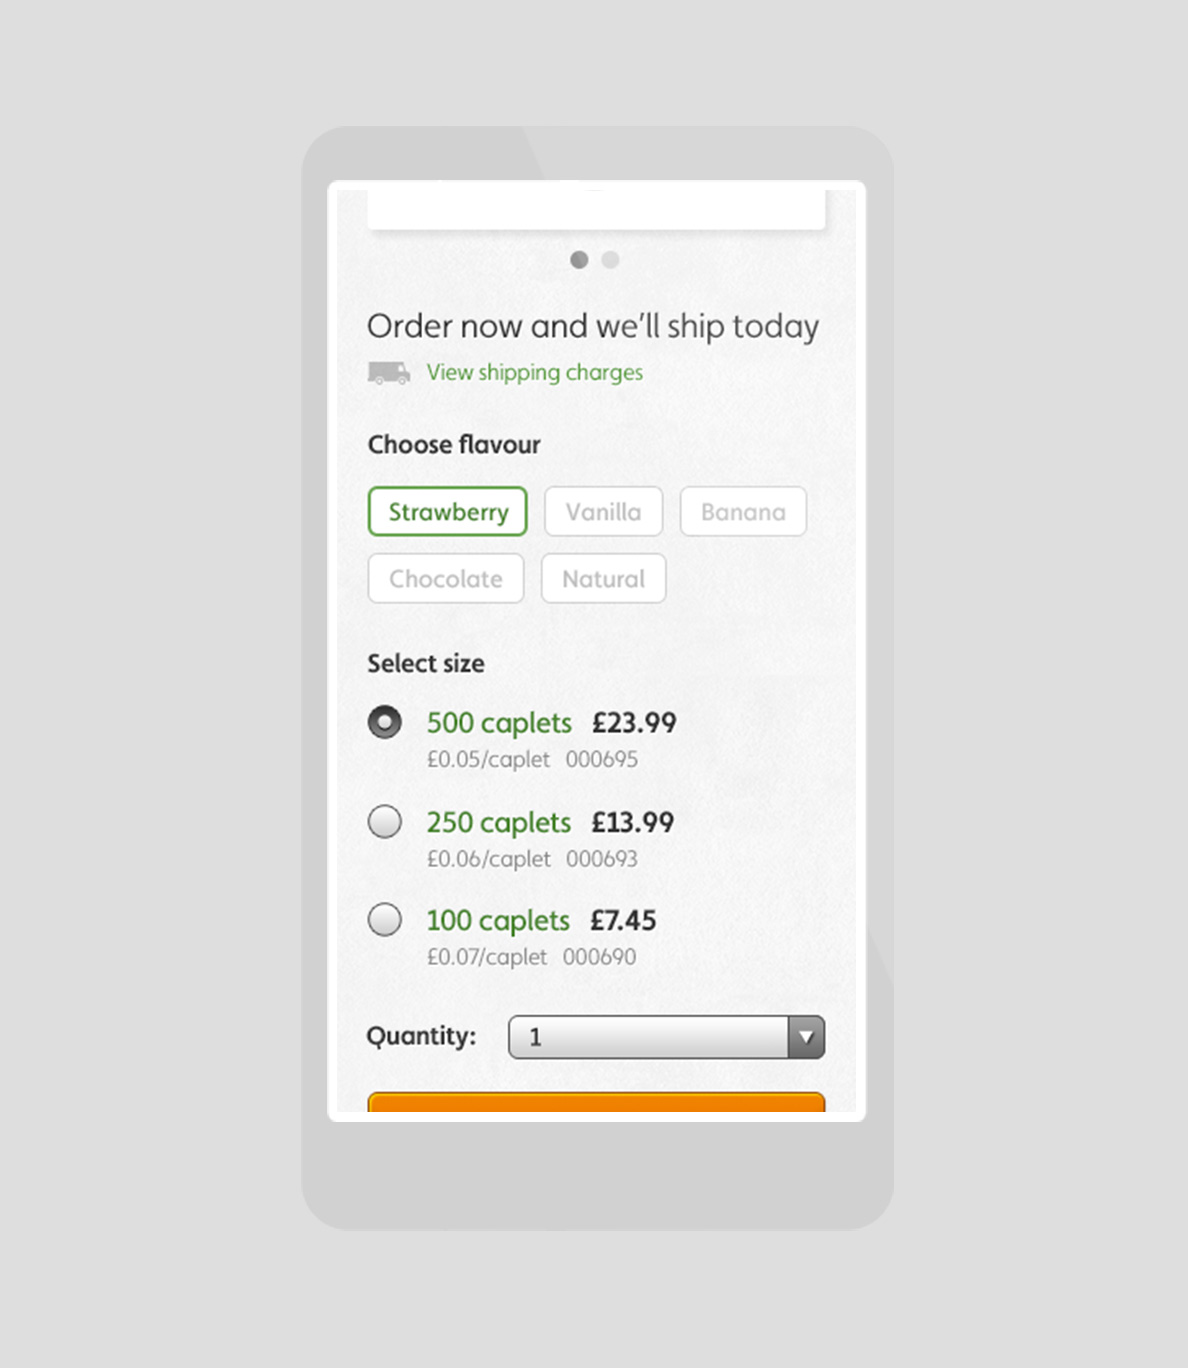 Order now and we'll ship today
View shipping charges
Choose flavour
Strawberry Vanilla Banana
Chocolate Natural
Select size
500 caplets £23.99
£0.05/caplet 000695
250 caplets £13.99
£0.06/caplet 000693
100 caplets £7.45
£0.07/caplet 000690
Quantity: 1